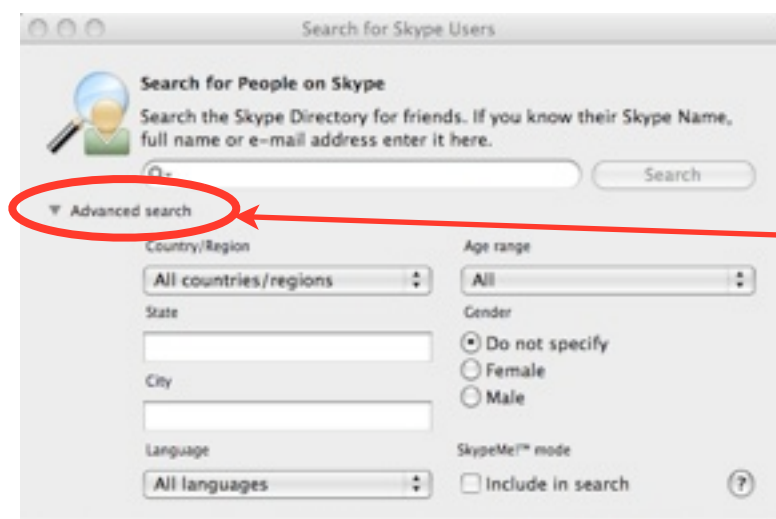 Search for Skype Users
Search for People on Skype
Search the Skype Directory for friends. If you know their Skype Name,
full name or e-mail address enter it here.
Search
Advanced search
Country/Region
Age range
All countries/regions
All
State
Gender
Do not specify
Female
City
Male
Language
SkypeMe!™ mode
All languages
Include in search
?